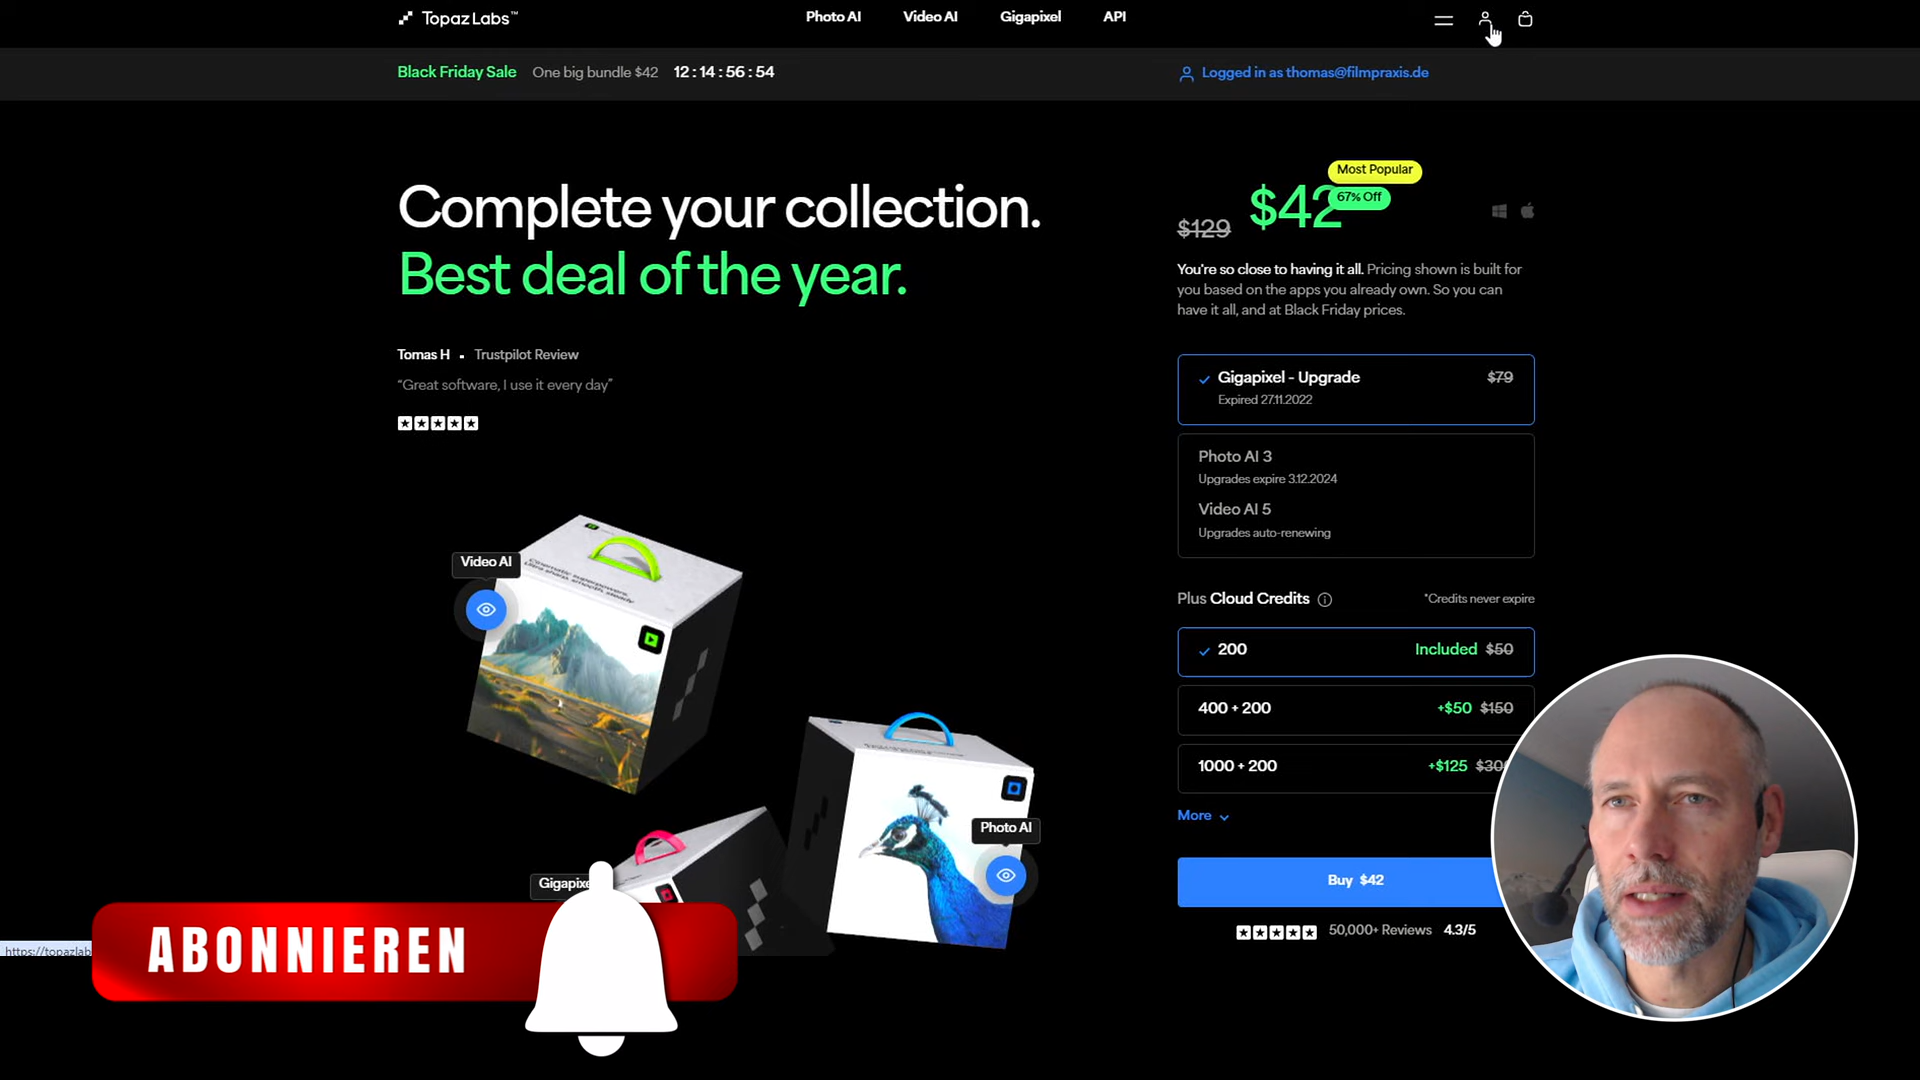 Topaz Labs™
Photo AI
Video AI
Gigapixel
API
Black Friday Sale
One big bundle $42
12 : 14 : 56 : 54
Logged in as thomas@filmpraxis.de
Complete your collection.
Best deal of the year.
Tomas H
Trustpilot Review
“Great software, I use it every day”
Most Popular
$129
$42
67% Off
You're so close to having it all. Pricing shown is built for
you based on the apps you already own. So you can
have it all, and at Black Friday prices.
Gigapixel - Upgrade
$79
Expired 27.11.2022
Photo AI 3
Upgrades expire 3.12.2024
Video AI 5
Upgrades auto-renewing
Plus Cloud Credits
*Credits never expire
200
Included $50
400 + 200
+$50 $150
1000 + 200
+$125
More
Buy $42
50,000+ Reviews
4.3/5
Video AI
Photo AI
ABONNIEREN